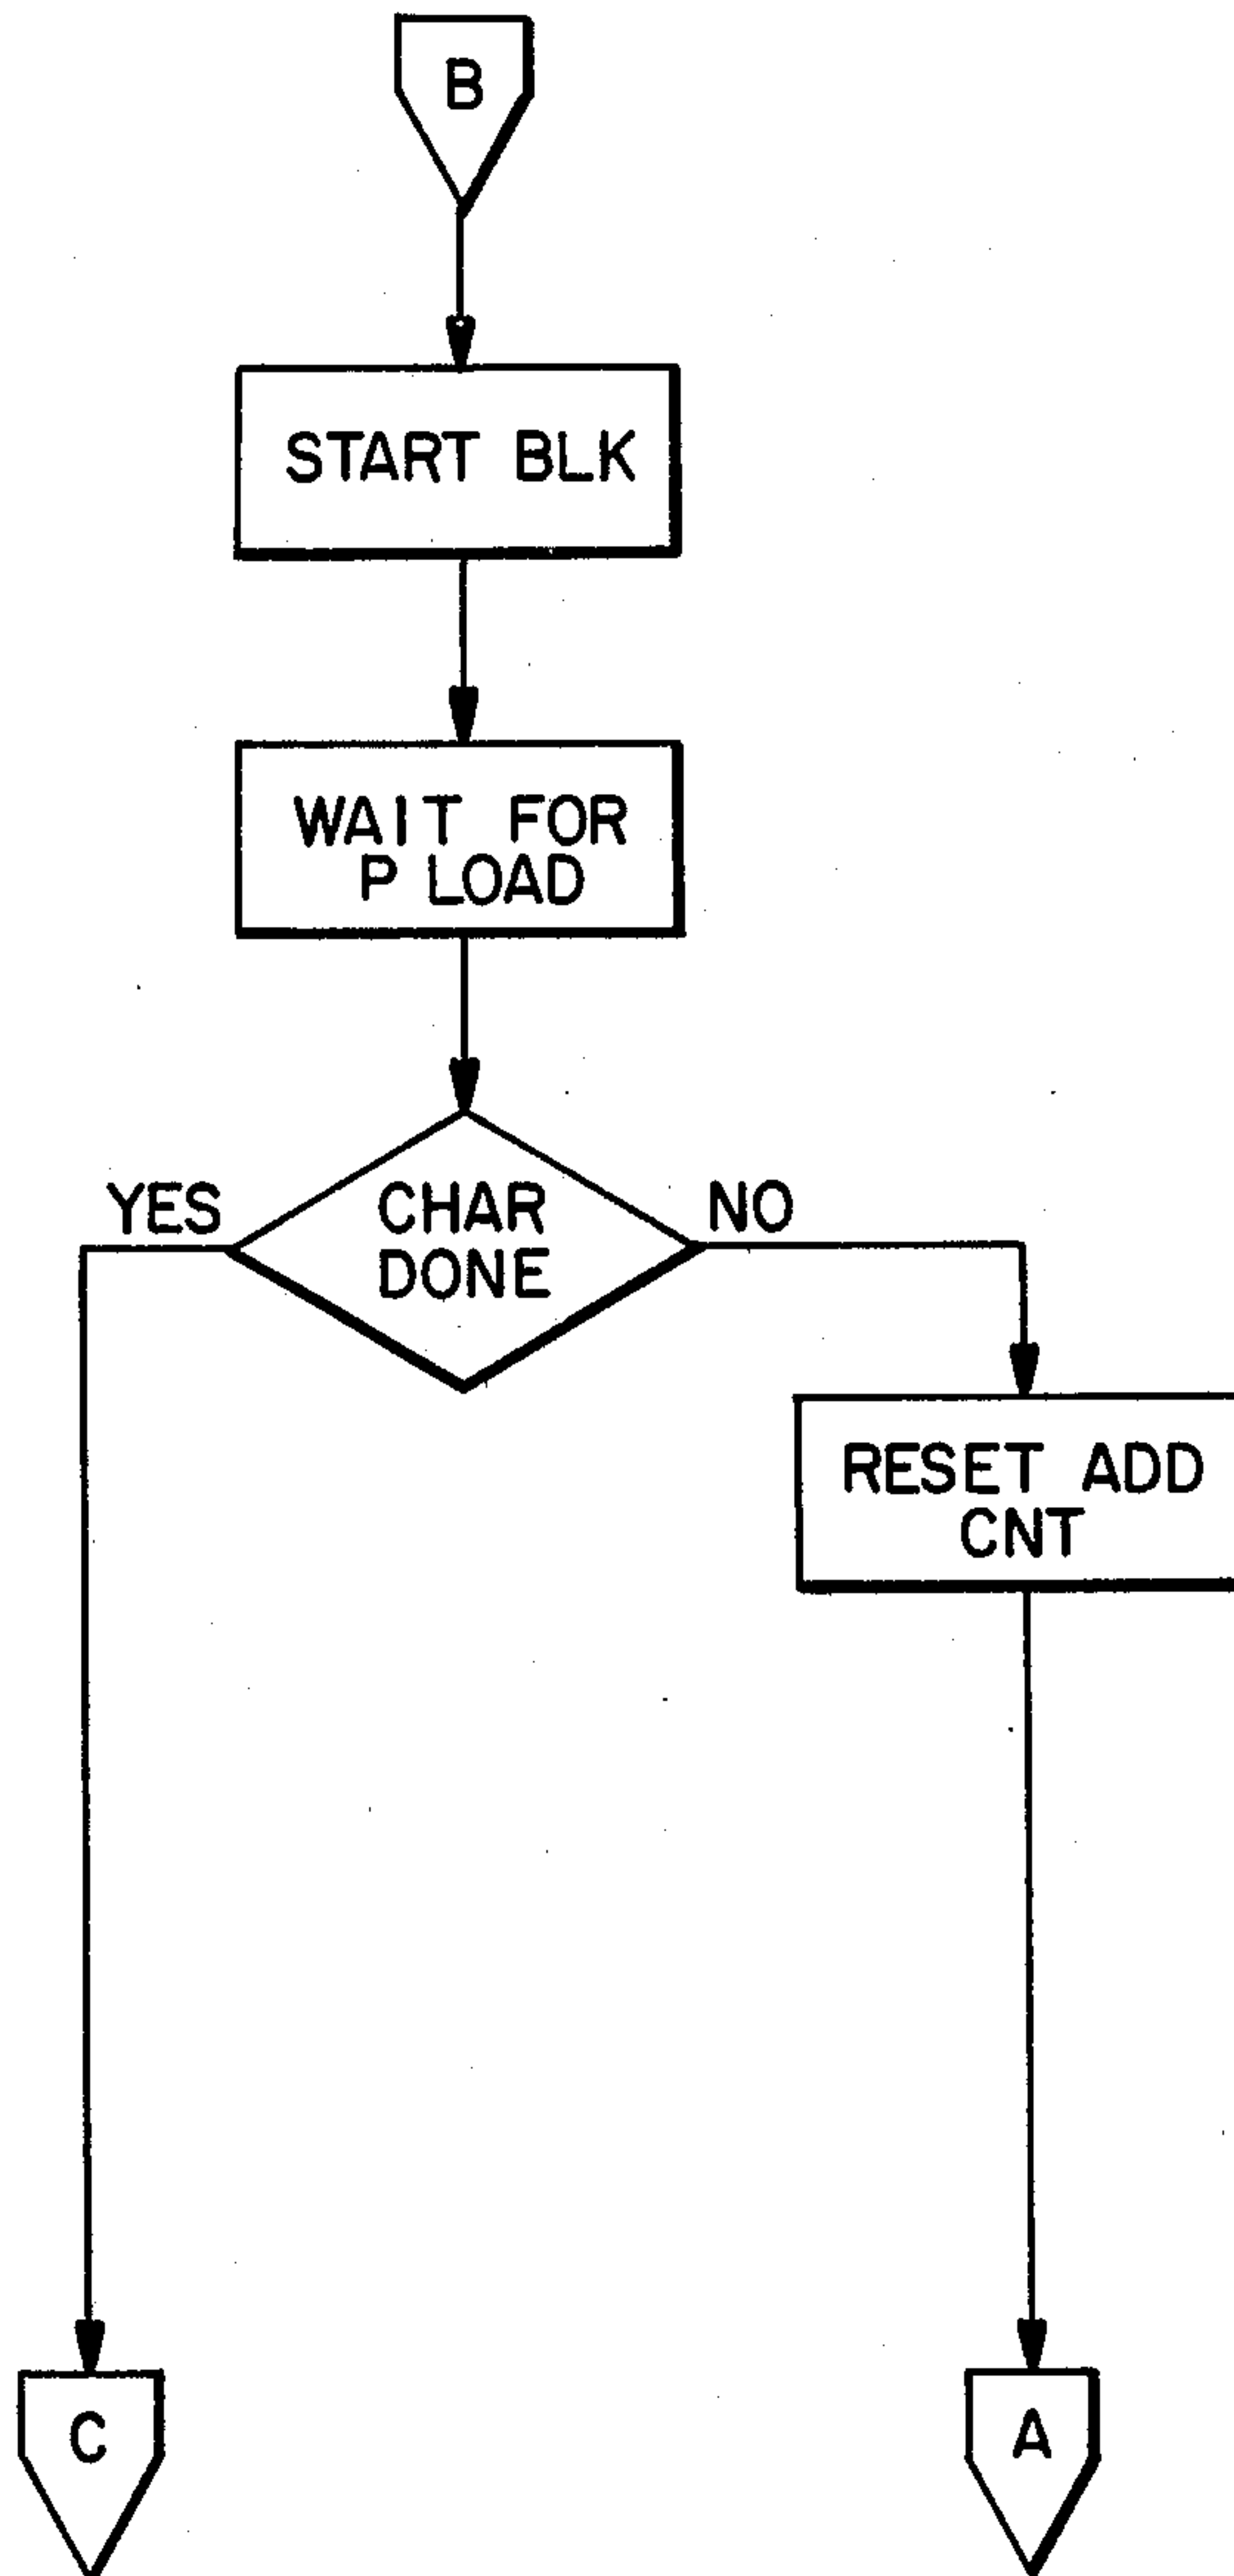 B
START BLK
WAIT FOR
P LOAD
YES
CHAR
DONE
NO
RESET ADD
CNT
C
A